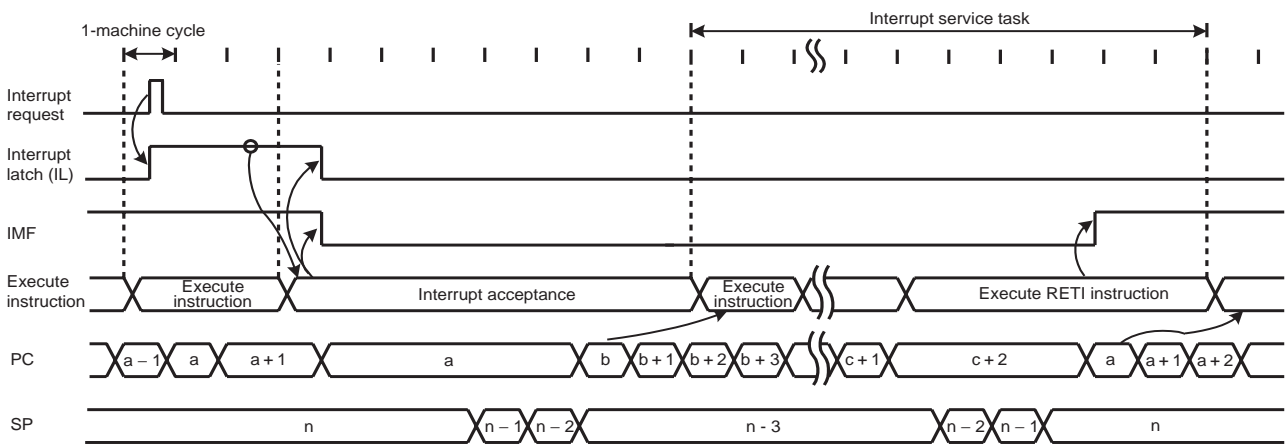 Interrupt service task
1-machine cycle
Interrupt
request
Interrupt
latch (IL)
IMF
Execute
instruction
Execute
instruction
Interrupt acceptance
Execute
instruction
Execute RETI instruction
PC
a – 1
a
a + 1
a
b
b + 1
b + 2
b + 3
c + 1
c + 2
a
a + 1
a + 2
SP
n
n – 1
n – 2
n - 3
n – 2
n – 1
n